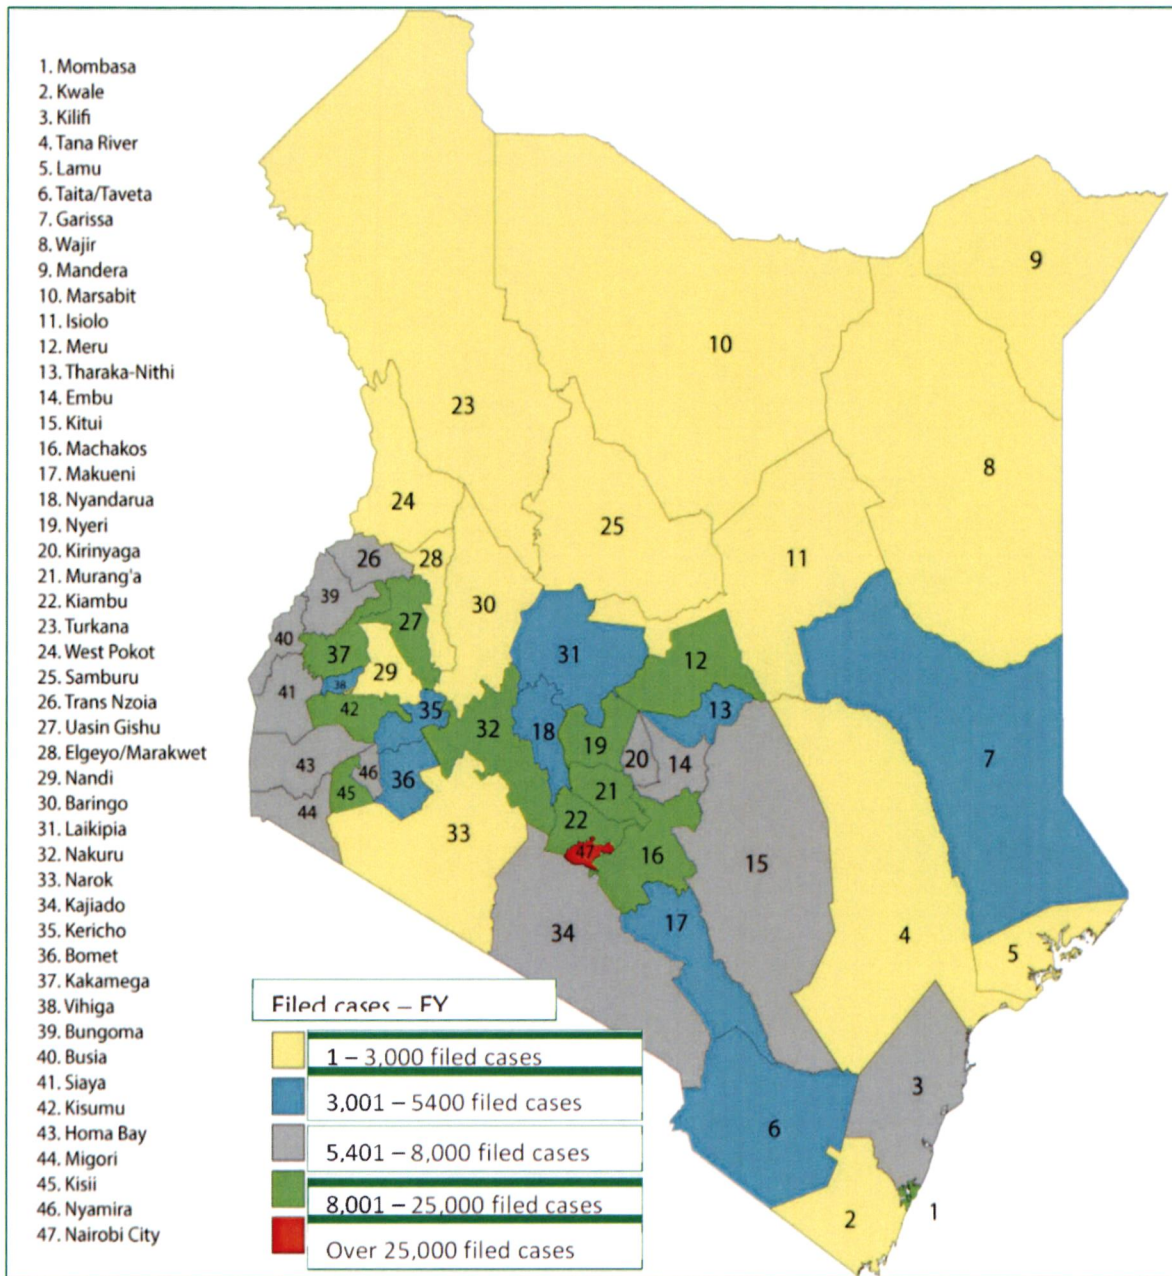 1. Mombasa
2. Kwale
3. Kilifi
4. Tana River
5. Lamu
6. Taita/Taveta
7. Garissa
8. Wajir
9. Mandera
10. Marsabit
11. Isiolo
12. Meru
13. Tharaka-Nithi
14. Embu
15. Kitui
16. Machakos
17. Makueni
18. Nyandarua
19. Nyeri
20. Kirinyaga
21. Murang'a
22. Kiambu
23. Turkana
24. West Pokot
25. Samburu
26. Trans Nzoia
27. Uasin Gishu
28. Elgeyo/Marakwet
29. Nandi
30. Baringo
31. Laikipia
32. Nakuru
33. Narok
34. Kajiado
35. Kericho
36. Bomet
37. Kakamega
38. Vihiga
39. Bungoma
40. Busia
41. Siaya
42. Kisumu
43. Homa Bay
44. Migori
45. Kisii
46. Nyamira
47. Nairobi City
9
10
23
8
24
25
11
26
28
39
30
27
40
37
31
12
29
38
41
42
35
13
32
18
19
7
43
46
36
20
14
45
21
44
22
33
47
16
15
17
34
4
5
3
6
2
1
Filed cases – FY
1 – 3,000 filed cases
3,001 – 5400 filed cases
5,401 – 8,000 filed cases
8,001 – 25,000 filed cases
Over 25,000 filed cases